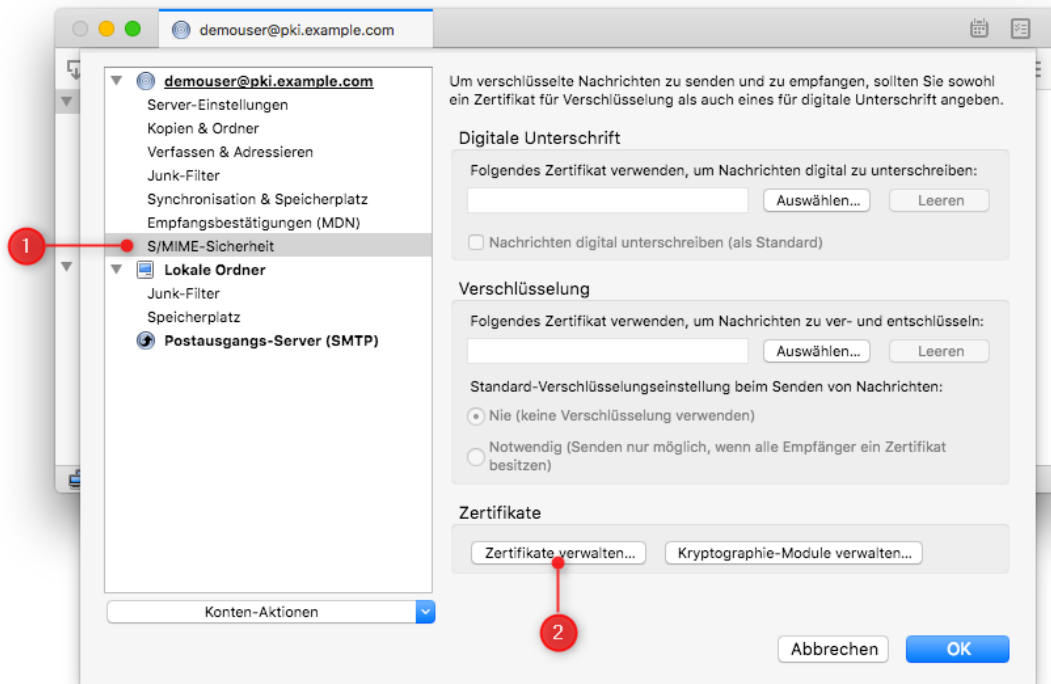 demouser@pki.example.com
demouser@pki.example.com
Server-Einstellungen
Kopien & Ordner
Verfassen & Adressieren
Junk-Filter
Synchronisation & Speicherplatz
Empfangsbestätigungen (MDN)
1
S/MIME-Sicherheit
Lokale Ordner
Junk-Filter
Speicherplatz
Postausgangs-Server (SMTP)
Konten-Aktionen
Um verschlüsselte Nachrichten zu senden und zu empfangen, sollten Sie sowohl
ein Zertifikat für Verschlüsselung als auch eines für digitale Unterschrift angeben.
Digitale Unterschrift
Folgendes Zertifikat verwenden, um Nachrichten digital zu unterschreiben:
Auswählen... Leeren
Nachrichten digital unterschreiben (als Standard)
Verschlüsselung
Folgendes Zertifikat verwenden, um Nachrichten zu ver- und entschlüsseln:
Auswählen... Leeren
Standard-Verschlüsselungseinstellung beim Senden von Nachrichten:
Nie (keine Verschlüsselung verwenden)
Notwendig (Senden nur möglich, wenn alle Empfänger ein Zertifikat
besitzen)
Zertifikate
Zertifikate verwalten... Kryptographie-Module verwalten...
2
Abbrechen OK